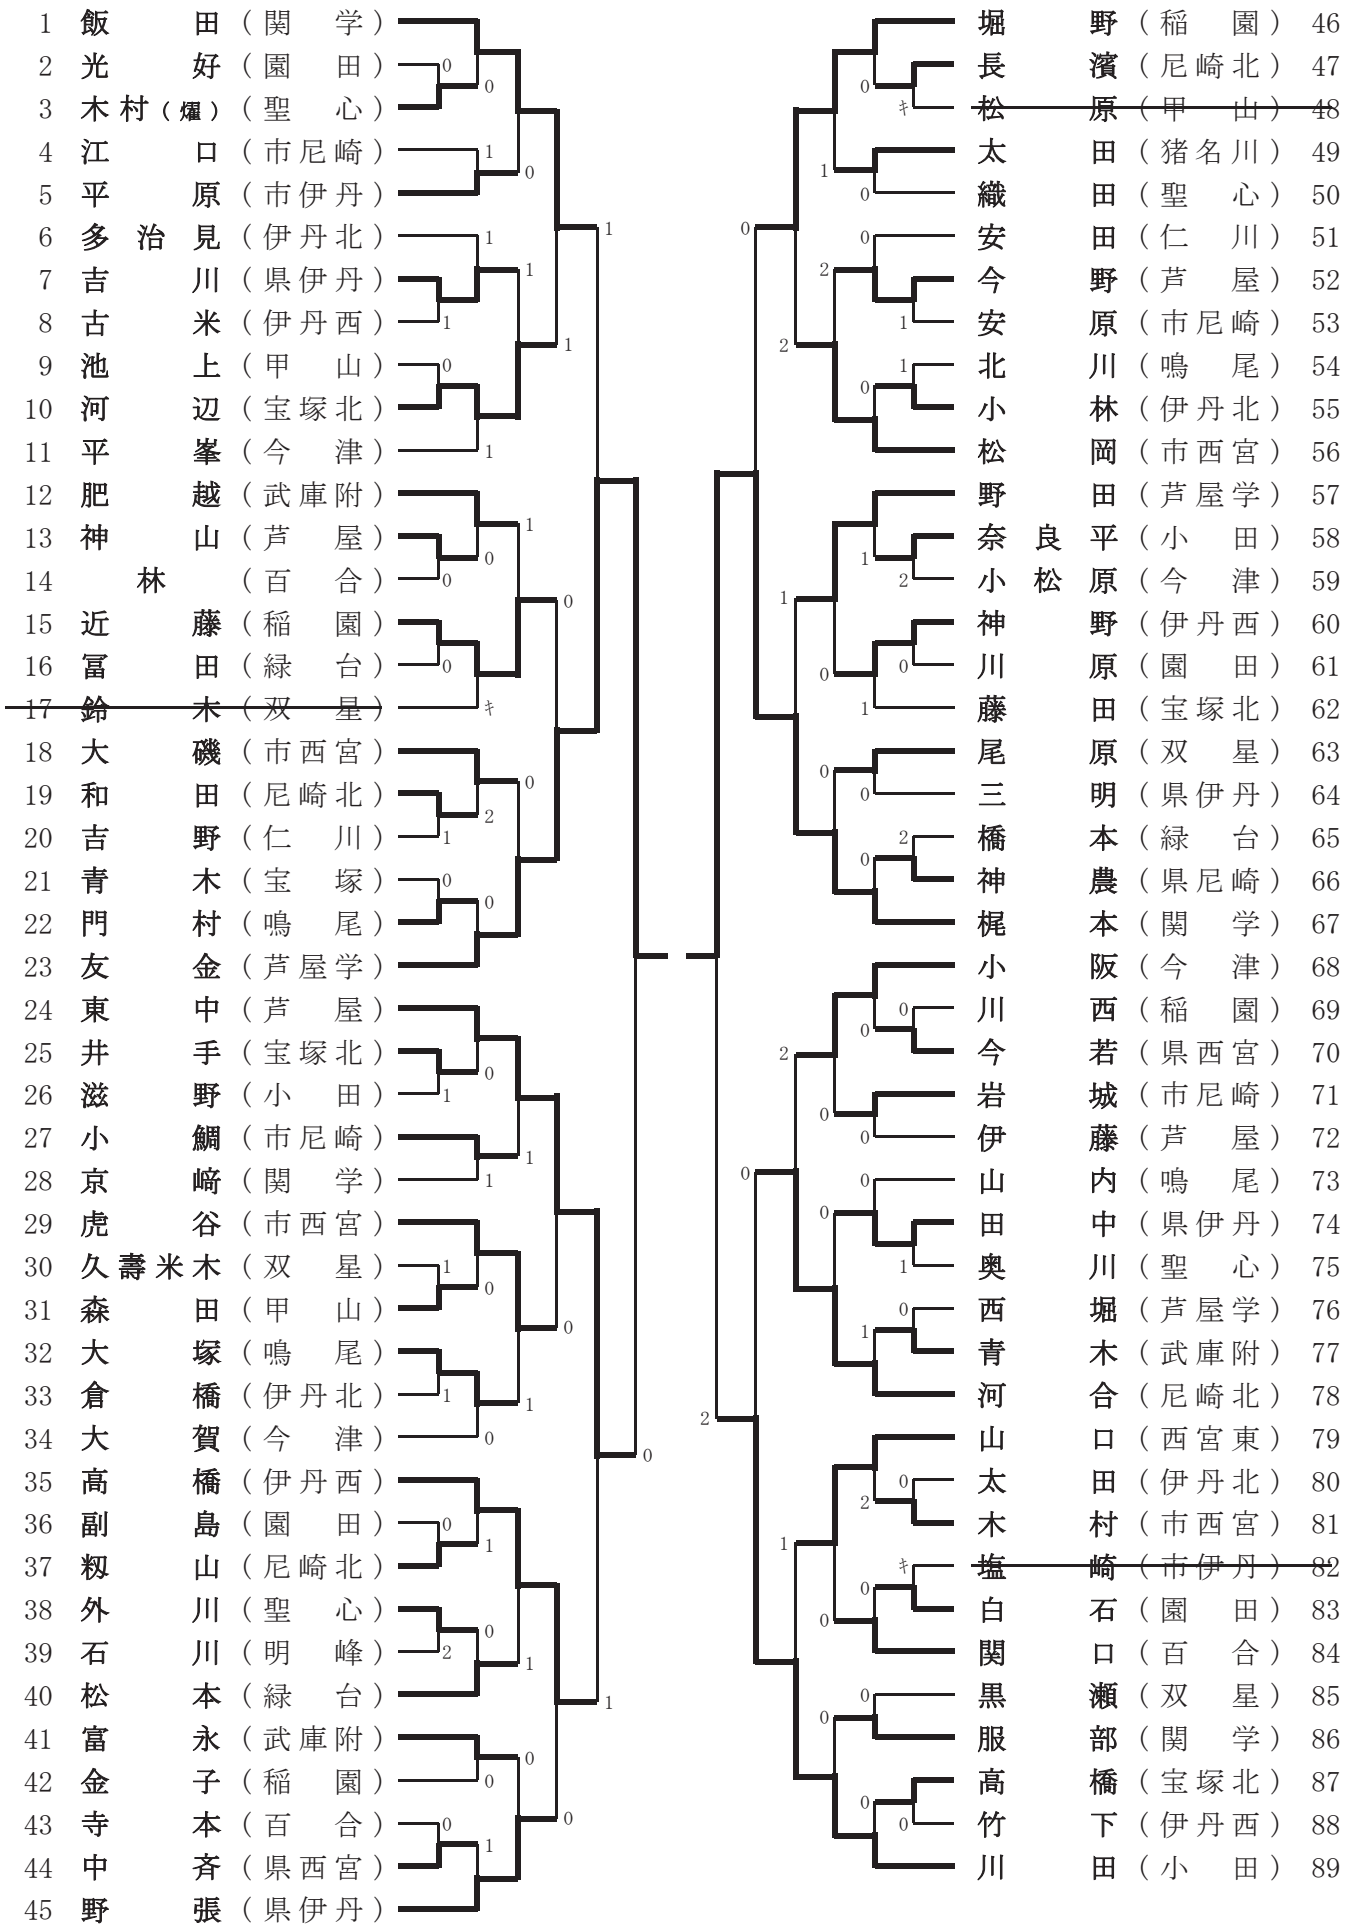 1 飯田（関学）
2 光好（園田）
3 木村(燿)（聖心）
4 江口（市尼崎）
5 平原（市伊丹）
6 多治見（伊丹北）
7 吉川（県伊丹）
8 古米（伊丹西）
9 池上（甲山）
10 河辺（宝塚北）
11 平峯（今津）
12 肥越（武庫附）
13 神山（芦屋）
14 林（百合）
15 近藤（稲園）
16 冨田（緑台）
17 鈴木（双星）
18 大磯（市西宮）
19 和田（尼崎北）
20 吉野（仁川）
21 青木（宝塚）
22 門村（鳴尾）
23 友金（芦屋学）
24 東中（芦屋）
25 井手（宝塚北）
26 滋野（小田）
27 小鯛（市尼崎）
28 京﨑（関学）
29 虎谷（市西宮）
30 久壽米木（双星）
31 森田（甲山）
32 大塚（鳴尾）
33 倉橋（伊丹北）
34 大賀（今津）
35 高橋（伊丹西）
36 副島（園田）
37 籾山（尼崎北）
38 外川（聖心）
39 石川（明峰）
40 松本（緑台）
41 富永（武庫附）
42 金子（稲園）
43 寺本（百合）
44 中斉（県西宮）
45 野張（県伊丹）
堀野（稲園）46
長濱（尼崎北）47
松原（甲山）48
太田（猪名川）49
織田（聖心）50
安田（仁川）51
今野（芦屋）52
安原（市尼崎）53
北川（鳴尾）54
小林（伊丹北）55
松岡（市西宮）56
野田（芦屋学）57
奈良平（小田）58
小松原（今津）59
神野（伊丹西）60
川原（園田）61
藤田（宝塚北）62
尾原（双星）63
三明（県伊丹）64
橋本（緑台）65
神農（県尼崎）66
梶本（関学）67
小阪（今津）68
川西（稲園）69
今若（県西宮）70
岩城（市尼崎）71
伊藤（芦屋）72
山内（鳴尾）73
田中（県伊丹）74
奥川（聖心）75
西堀（芦屋学）76
青木（武庫附）77
河合（尼崎北）78
山口（西宮東）79
太田（伊丹北）80
木村（市西宮）81
塩崎（市伊丹）82
白石（園田）83
関口（百合）84
黒瀬（双星）85
服部（関学）86
高橋（宝塚北）87
竹下（伊丹西）88
川田（小田）89